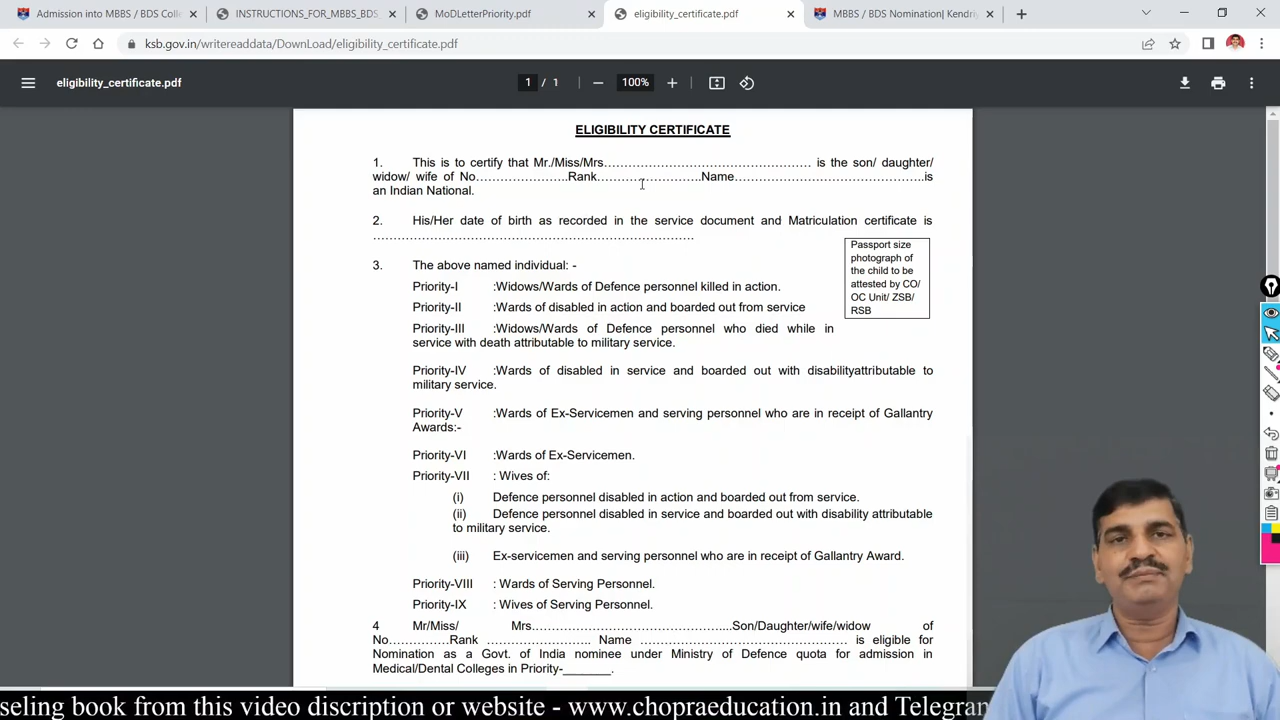 Admission into MBBS / BDS Colle
INSTRUCTIONS_FOR_MBBS_BDS_
MoDLetterPriority.pdf
eligibility_certificate.pdf
MBBS / BDS Nomination| Kendri
ksb.gov.in/writereaddata/DownLoad/eligibility_certificate.pdf
eligibility_certificate.pdf
1 / 1
100%
ELIGIBILITY CERTIFICATE
1. This is to certify that Mr./Miss/Mrs…………………………………………… is the son/ daughter/
widow/ wife of No…………………..Rank……………………..Name………………………………………..is
an Indian National.
2. His/Her date of birth as recorded in the service document and Matriculation certificate is
……………………………………………………………………
Passport size
photograph of
the child to be
attested by CO/
OC Unit/ ZSB/
RSB
3. The above named individual: -
Priority-I :Widows/Wards of Defence personnel killed in action.
Priority-II :Wards of disabled in action and boarded out from service
Priority-III :Widows/Wards of Defence personnel who died while in
service with death attributable to military service.
Priority-IV :Wards of disabled in service and boarded out with disabilityattributable to
military service.
Priority-V :Wards of Ex-Servicemen and serving personnel who are in receipt of Gallantry
Awards:-
Priority-VI :Wards of Ex-Servicemen.
Priority-VII : Wives of:
(i) Defence personnel disabled in action and boarded out from service.
(ii) Defence personnel disabled in service and boarded out with disability attributable
to military service.
(iii) Ex-servicemen and serving personnel who are in receipt of Gallantry Award.
Priority-VIII : Wards of Serving Personnel.
Priority-IX : Wives of Serving Personnel.
4 Mr/Miss/ Mrs………………………………………...Son/Daughter/wife/widow of
No…………..Rank …………………….. Name …………………………………………… is eligible for
Nomination as a Govt. of India nominee under Ministry of Defence quota for admission in
Medical/Dental Colleges in Priority-_______.
seling book from this video discription or website - www.chopraeducation.in and Telegran